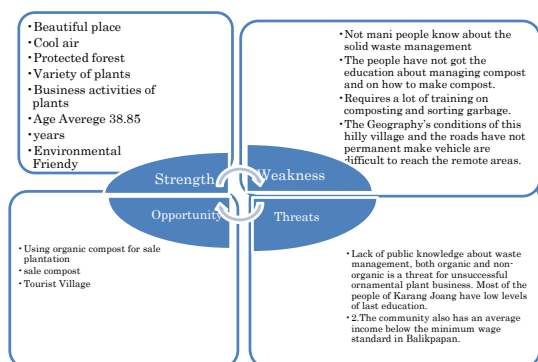 • Beautiful place
• Cool air
• Protected forest
• Variety of plants
• Business activities of
plants
• Age Averege 38.85
• years
• Environmental
Friendy
• Not mani people know about the
solid waste management
• The people have not got the
education about managing compost
and on how to make compost.
• Requires a lot of training on
composting and sorting garbage.
• The Geography's conditions of this
hilly village and the roads have not
permanent make vehicle are
difficult to reach the remote areas.
Strength
Weakness
Opportunity
Threats
• Using organic compost for sale
plantation
• sale compost
• Tourist Village
• Lack of public knowledge about waste
management, both organic and non-
organic is a threat for unsuccessful
ornamental plant business. Most of the
people of Karang Joang have low levels
of last education.
• 2.The community also has an average
income below the minimum wage
standard in Balikpapan.